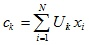 c_k = \sum_{i=1}^{N} U_k x_i